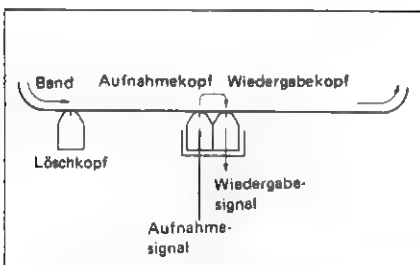 Band Aufnahmekopf Wiedergabekopf
Löschkopf
Wiedergabe-
signal
Aufnahme-
signal